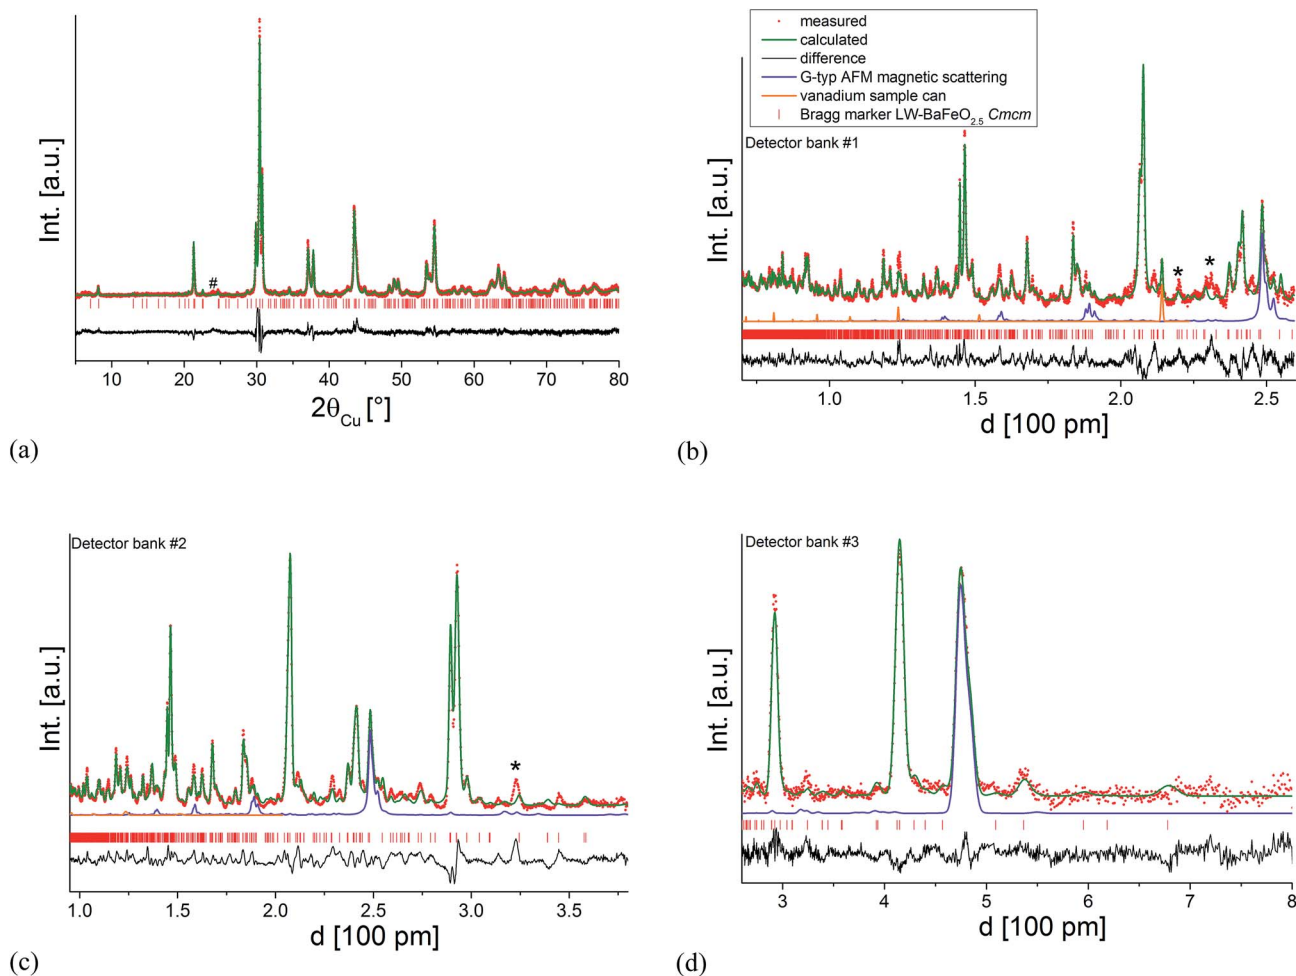 Int. [a.u.]
#
10 20 30 40 50 60 70 80
2θCu [°]
(a)
measured
calculated
difference
G-typ AFM magnetic scattering
vanadium sample can
Bragg marker LW-BaFeO2.5 Cmcm
Detector bank #1
Int. [a.u.]
* *
1.0 1.5 2.0 2.5
d [100 pm]
(b)
Detector bank #2
Int. [a.u.]
*
1.0 1.5 2.0 2.5 3.0 3.5
d [100 pm]
(c)
Detector bank #3
Int. [a.u.]
3 4 5 6 7 8
d [100 pm]
(d)